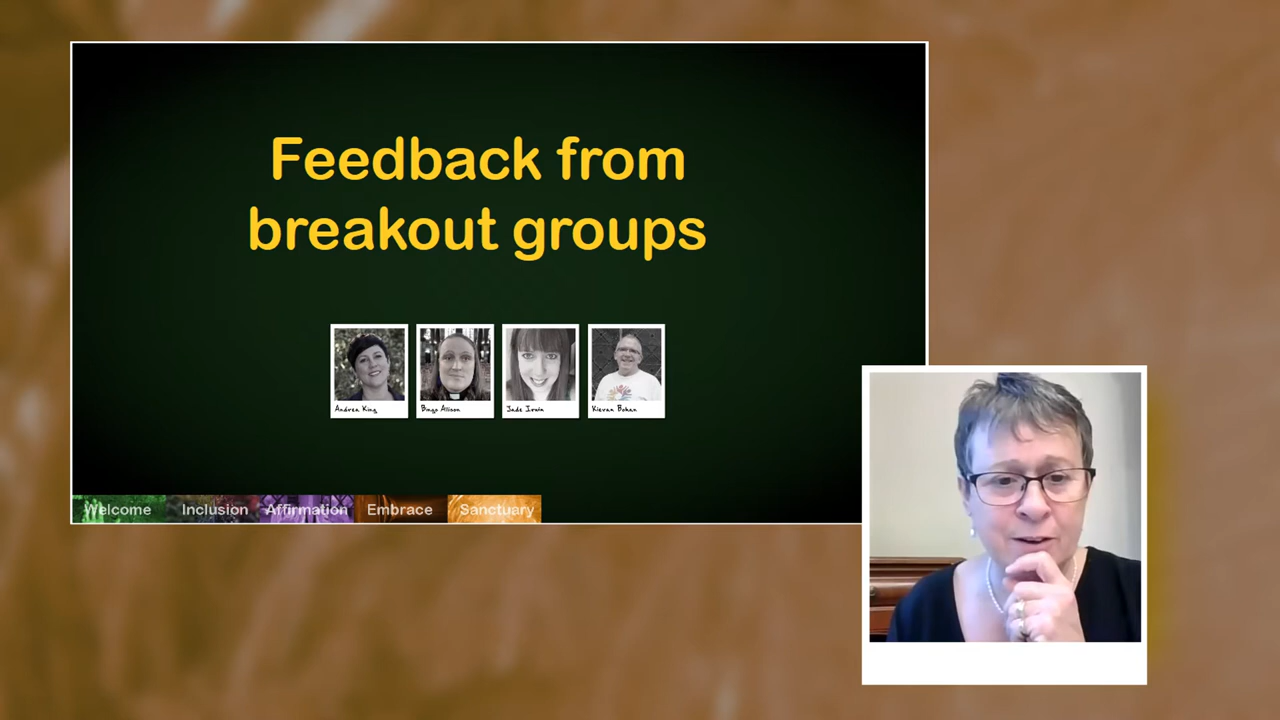 Feedback from
breakout groups
Andrea King
Bingo Allison
Jade Irwin
Kieran Bohan
Welcome
Inclusion
Affirmation
Embrace
Sanctuary